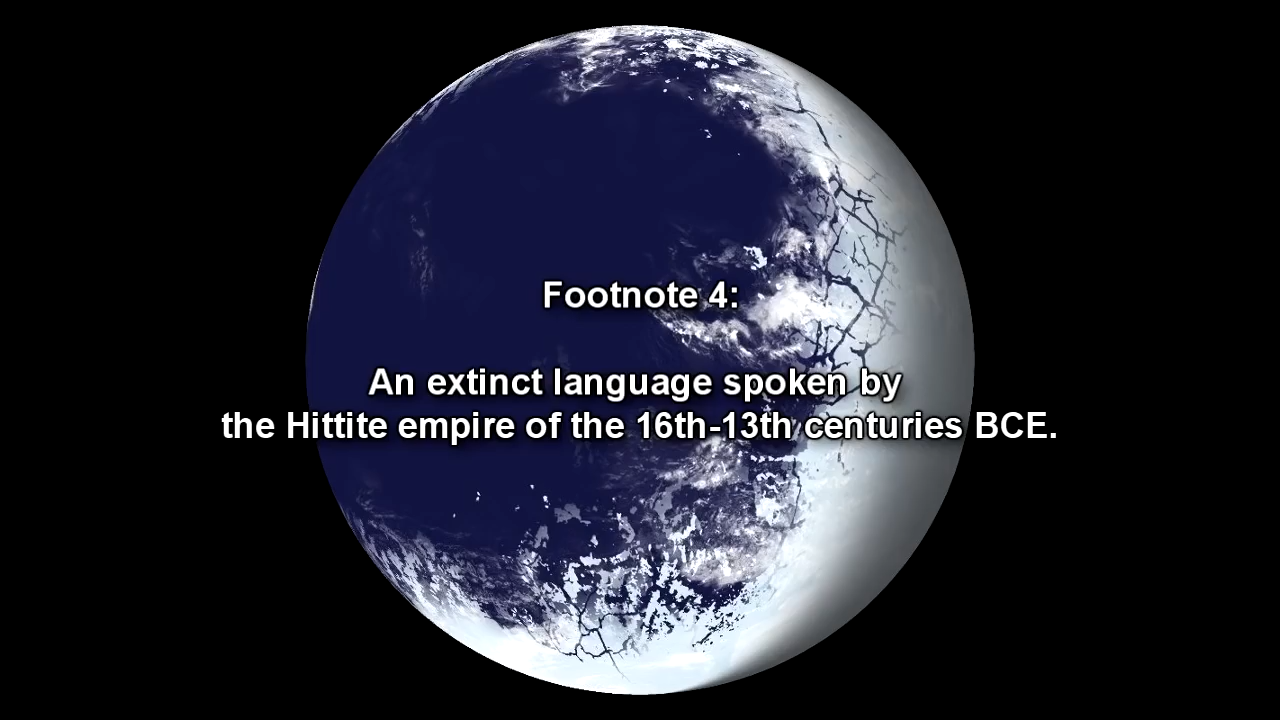 Footnote 4:
An extinct language spoken by
the Hittite empire of the 16th-13th centuries BCE.